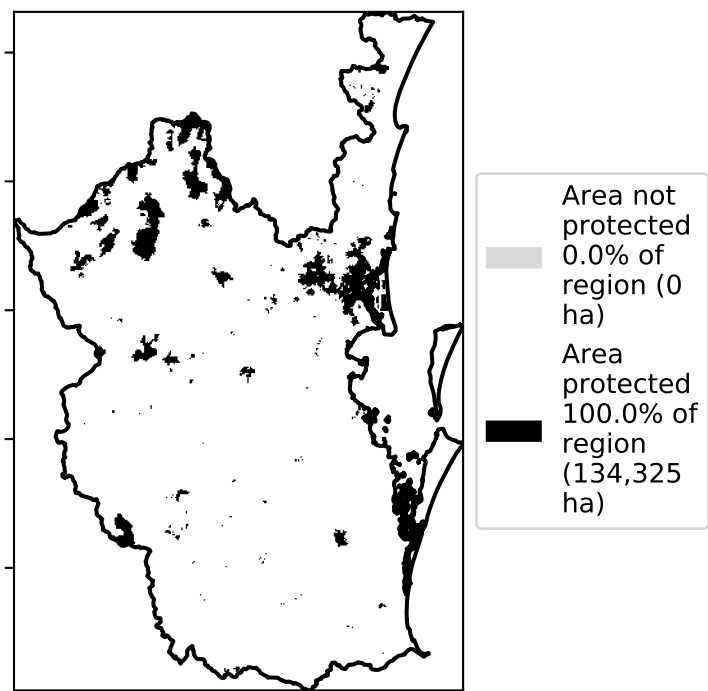 Area not
protected
0.0% of
region (0
ha)
Area
protected
100.0% of
region
(134,325
ha)